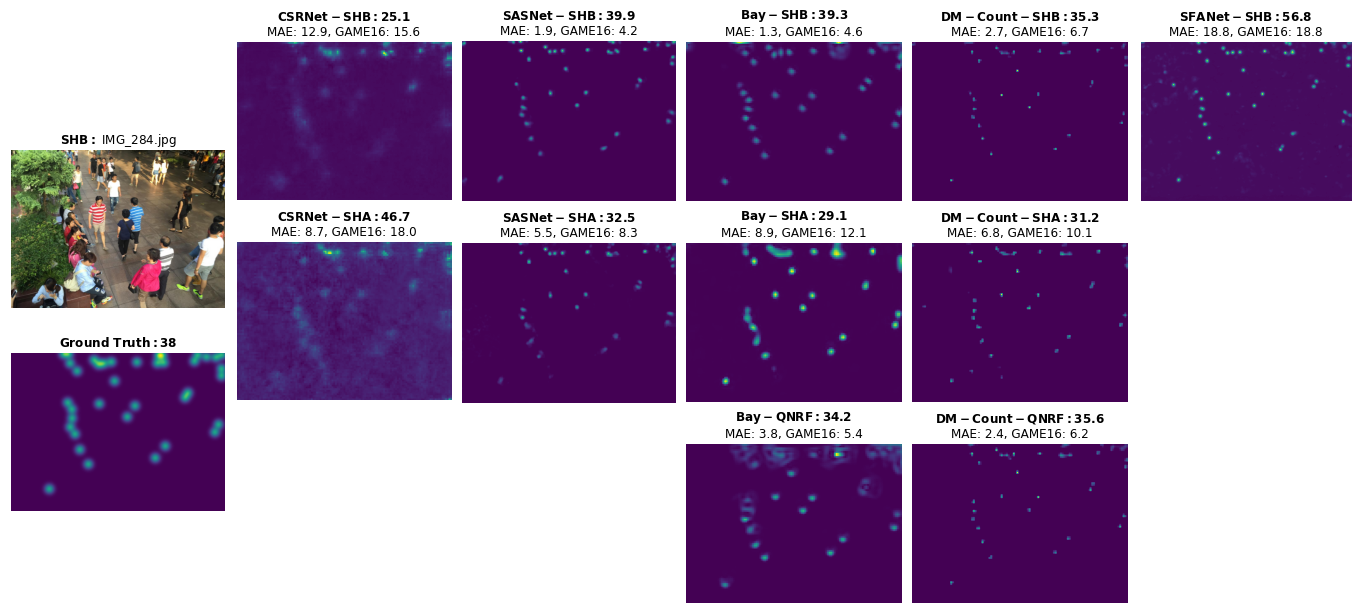 CSRNet − SHB : 25.1
MAE: 12.9, GAME16: 15.6
SASNet − SHB : 39.9
MAE: 1.9, GAME16: 4.2
Bay − SHB : 39.3
MAE: 1.3, GAME16: 4.6
DM − Count − SHB : 35.3
MAE: 2.7, GAME16: 6.7
SFANet − SHB : 56.8
MAE: 18.8, GAME16: 18.8
SHB : IMG_284.jpg
CSRNet − SHA : 46.7
MAE: 8.7, GAME16: 18.0
SASNet − SHA : 32.5
MAE: 5.5, GAME16: 8.3
Bay − SHA : 29.1
MAE: 8.9, GAME16: 12.1
DM − Count − SHA : 31.2
MAE: 6.8, GAME16: 10.1
Ground Truth : 38
Bay − QNRF : 34.2
MAE: 3.8, GAME16: 5.4
DM − Count − QNRF : 35.6
MAE: 2.4, GAME16: 6.2